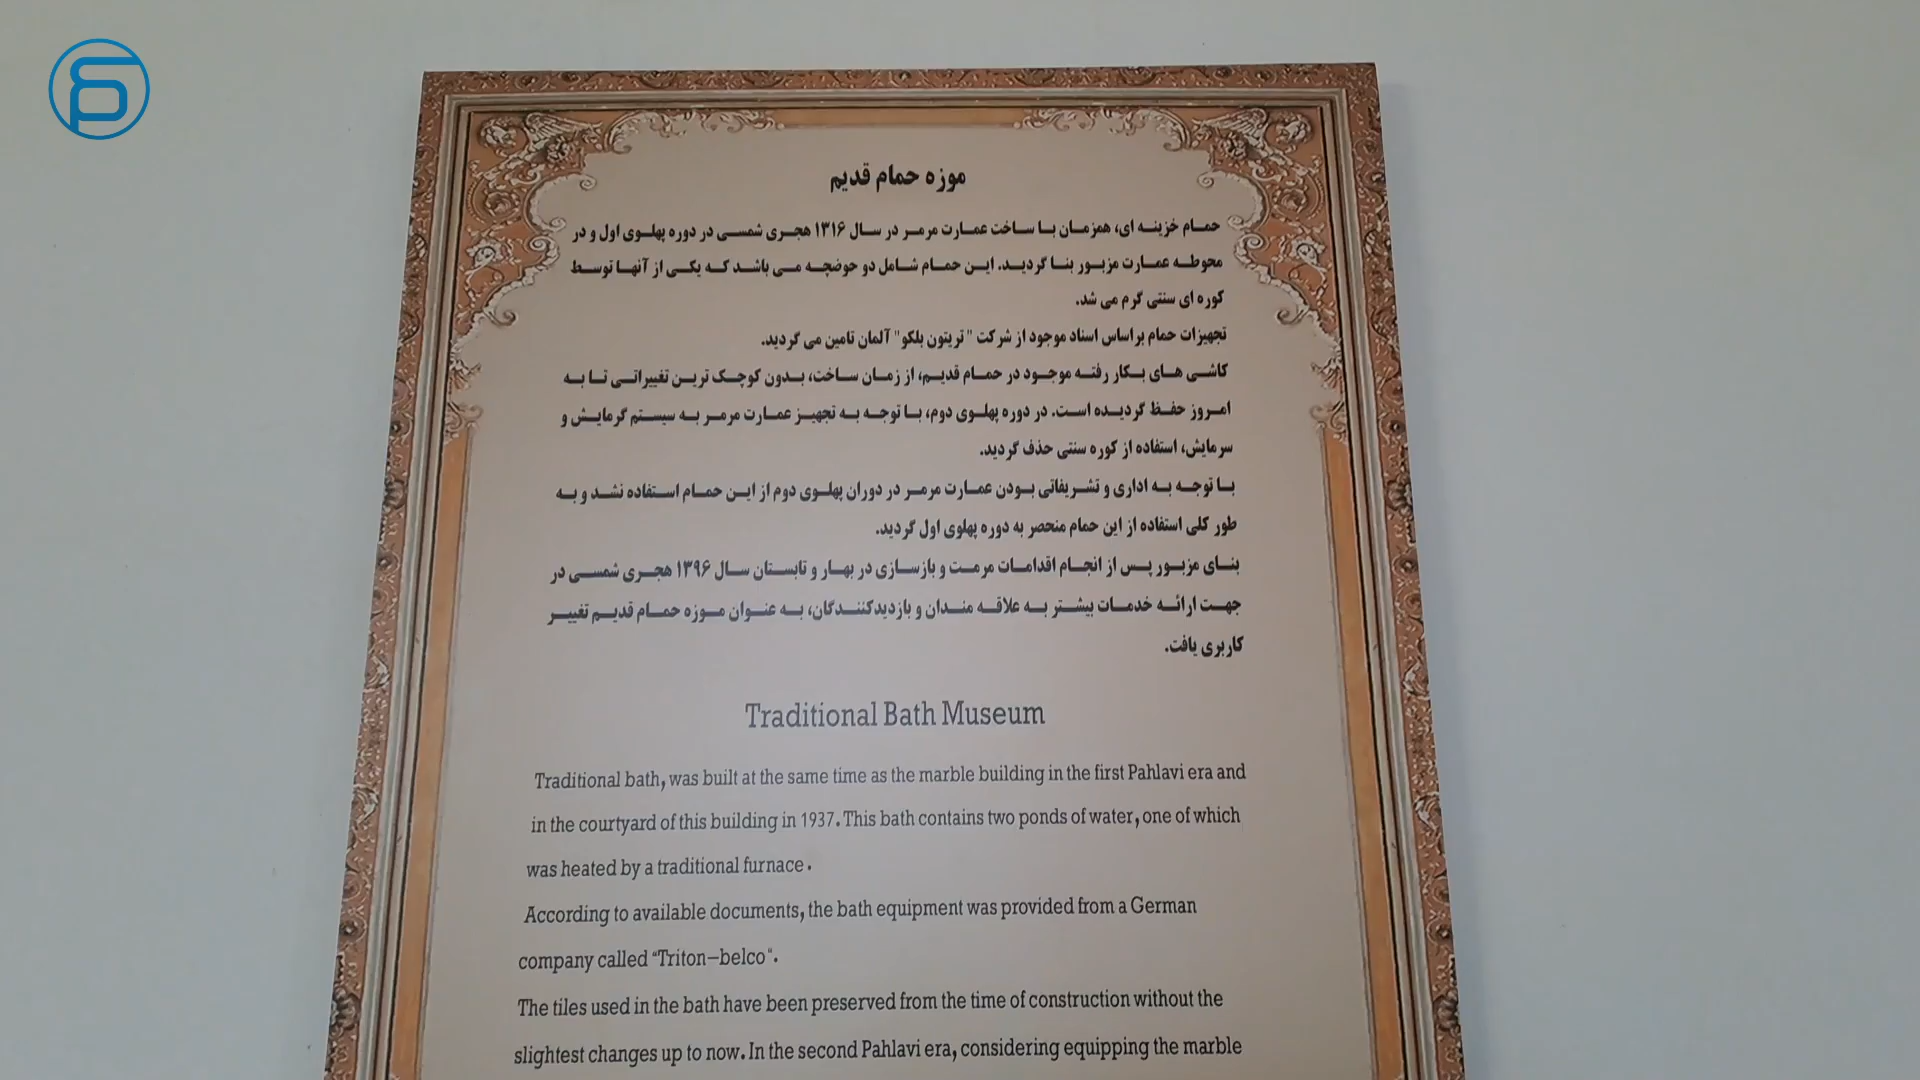 موزه حمام قدیم
حمام خزینه ای، همزمان با ساخت عمارت مرمر در سال ۱۳۱۶ هجری شمسی در دوره پهلوی اول و در
محوطه عمارت مزبور بنا گردید. این حمام شامل دو حوضچه می باشد که یکی از آنها توسط
کوره ای سنتی گرم می شد.
تجهیزات حمام براساس اسناد موجود از شرکت " تریتون بلکو" آلمان تامین می گردید.
کاشی های بکار رفته موجود در حمام قدیم، از زمان ساخت، بدون کوچک ترین تغییراتی تا به
امروز حفظ گردیده است. در دوره پهلوی دوم، با توجه به تجهیز عمارت مرمر به سیستم گرمایش و
سرمایش، استفاده از کوره سنتی حذف گردید.
با توجه به اداری و تشریفاتی بودن عمارت مرمر در دوران پهلوی دوم از این حمام استفاده نشد و به
طور کلی استفاده از این حمام منحصر به دوره پهلوی اول گردید.
بنای مزبور پس از انجام اقدامات مرمت و بازسازی در بهار و تابستان سال ۱۳۹۶ هجری شمسی در
جهت ارائه خدمات بیشتر به علاقه مندان و بازدیدکنندگان، به عنوان موزه حمام قدیم تغییر
کاربری یافت.
Traditional Bath Museum
Traditional bath, was built at the same time as the marble building in the first Pahlavi era and
in the courtyard of this building in 1937. This bath contains two ponds of water, one of which
was heated by a traditional furnace.
According to available documents, the bath equipment was provided from a German
company called "Triton-belco".
The tiles used in the bath have been preserved from the time of construction without the
slightest changes up to now. In the second Pahlavi era, considering equipping the marble